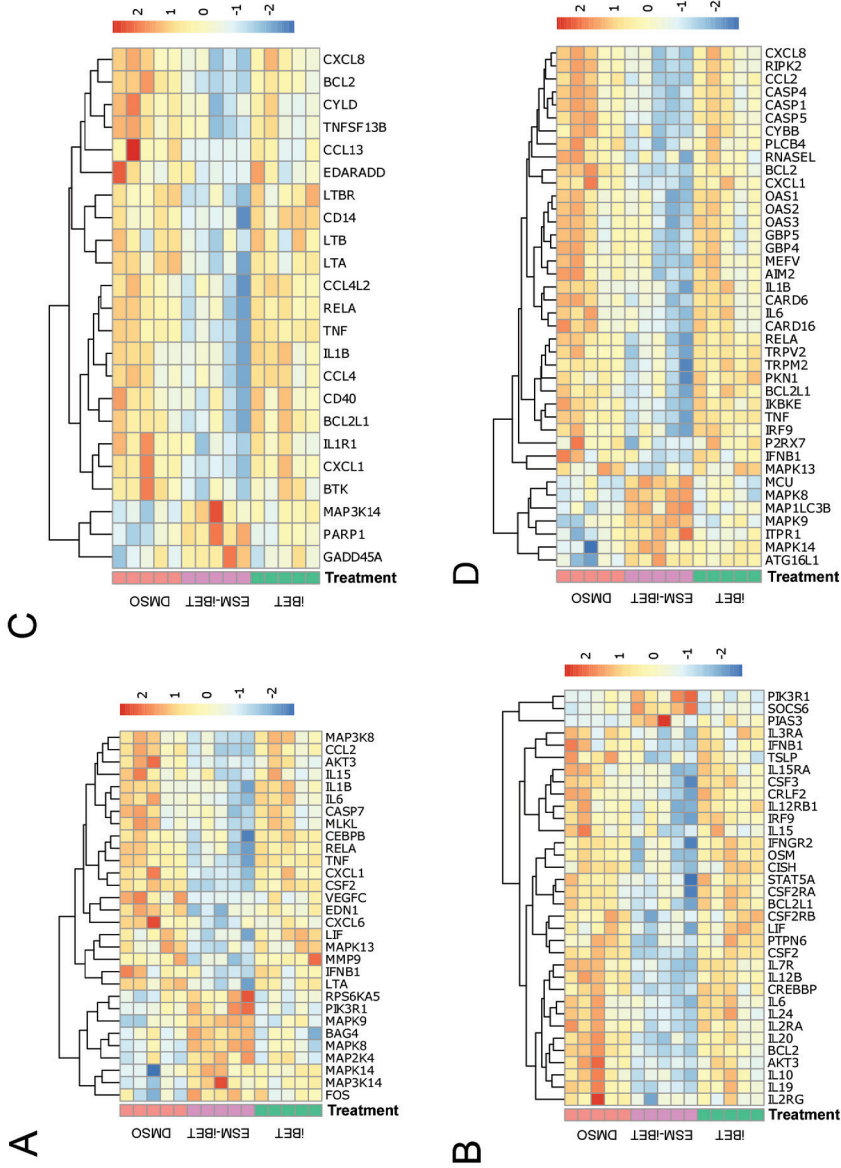 A
2
1
0
-1
-2
MAP3K8
CCL2
AKT3
IL15
IL1B
IL6
CASP7
MLKL
CEBPB
RELA
TNF
CXCL1
CSF2
VEGFC
EDN1
CXCL6
LIF
MAPK13
MMP9
IFNB1
LTA
RPS6KA5
PIK3R1
MAPK9
BAG4
MAPK8
MAP2K4
MAPK14
MAP3K14
FOS
Treatment
DMSO
ESM-iBET
iBET
B
2
1
0
-1
-2
PIK3R1
SOCS6
PIAS3
IL3RA
IFNB1
TSLP
IL15RA
CSF3
CRLF2
IL12RB1
IRF9
IL15
IFNGR2
OSM
CISH
STAT5A
CSF2RA
BCL2L1
CSF2RB
LIF
PTPN6
CSF2
IL7R
IL12B
CREBBP
IL6
IL24
IL2RA
IL20
BCL2
AKT3
IL10
IL19
IL2RG
Treatment
DMSO
ESM-iBET
iBET
C
2
1
0
-1
-2
CXCL8
BCL2
CYLD
TNFSF13B
CCL13
EDARADD
LTBR
CD14
LTB
LTA
CCL4L2
RELA
TNF
IL1B
CCL4
CD40
BCL2L1
IL1R1
CXCL1
BTK
MAP3K14
PARP1
GADD45A
Treatment
DMSO
ESM-iBET
iBET
D
2
1
0
-1
-2
CXCL8
RIPK2
CCL2
CASP4
CASP1
CASP5
CYBB
PLCB4
RNASEL
BCL2
CXCL1
OAS1
OAS2
OAS3
GBP5
GBP4
MEFV
AIM2
IL1B
CARD6
IL6
CARD16
RELA
TRPV2
TRPM2
PKN1
BCL2L1
IKBKE
TNF
IRF9
P2RX7
IFNB1
MAPK13
MCU
MAPK8
MAP1LC3B
MAPK9
ITPR1
MAPK14
ATG16L1
Treatment
DMSO
ESM-iBET
iBET